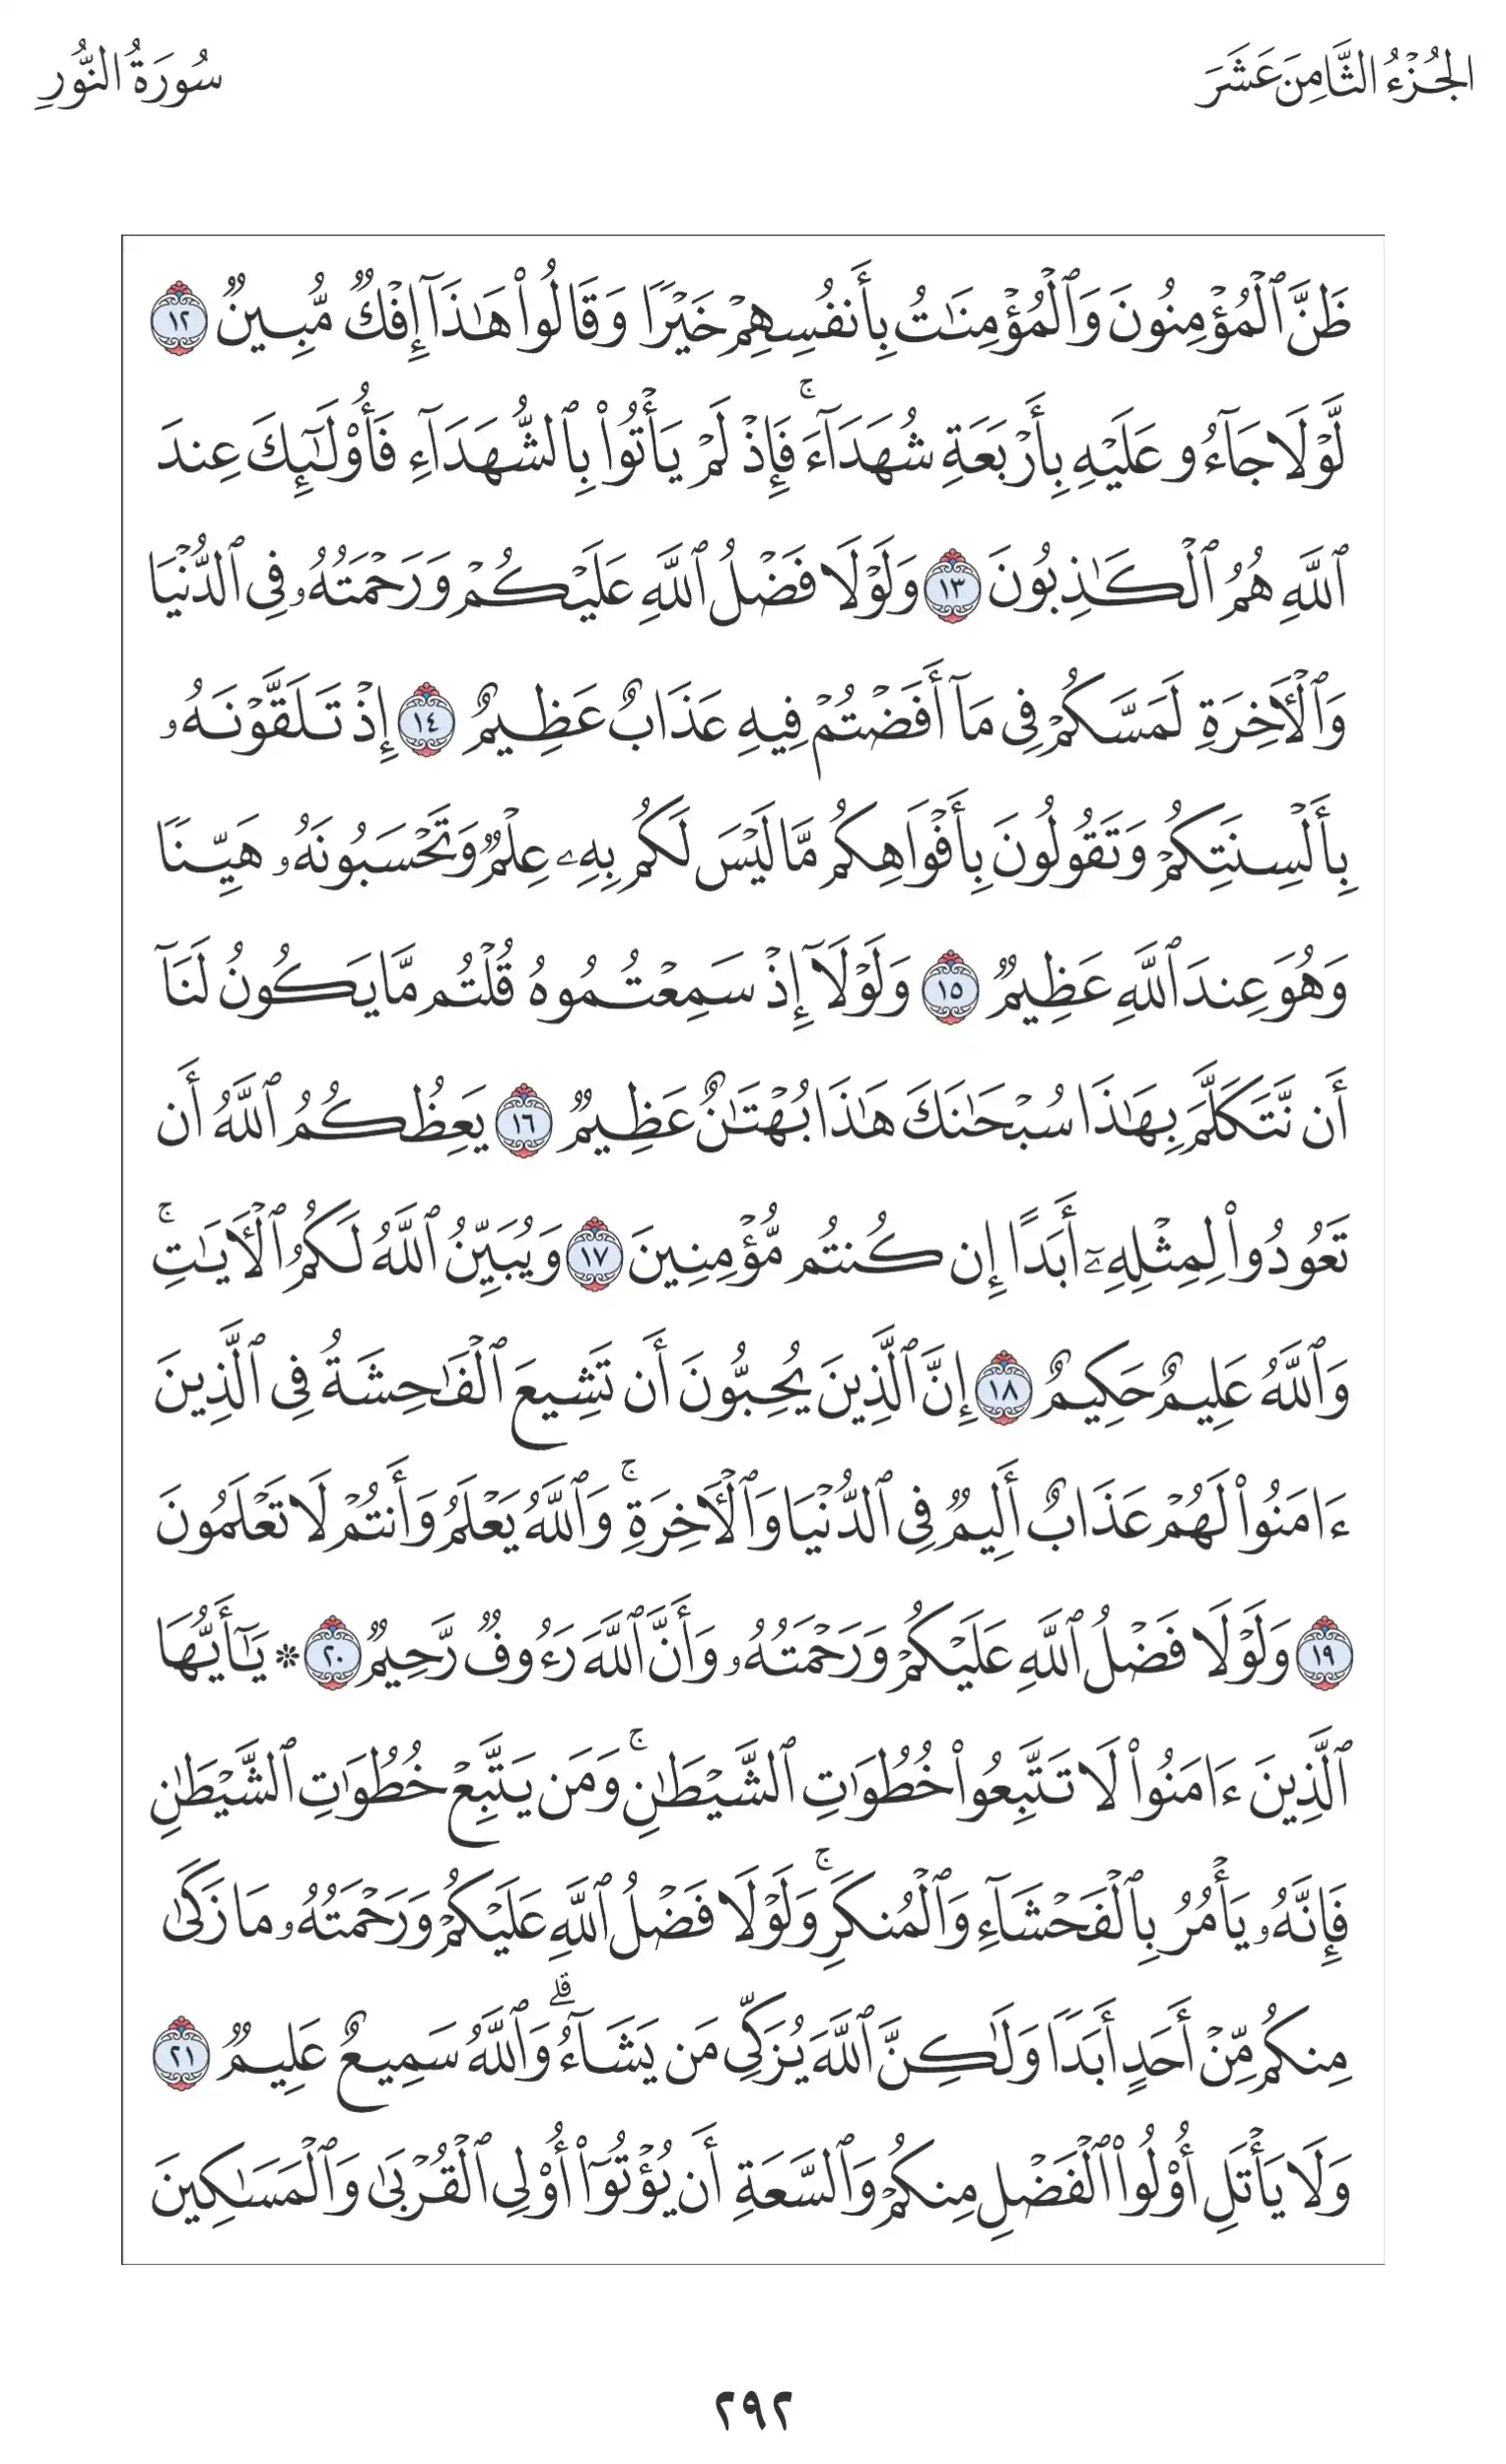 الجُزْءُ الثَّامِنَ عَشَرَ سُورَةُ النُّورِ
ظَنَّ ٱلْمُؤْمِنُونَ وَٱلْمُؤْمِنَٰتُ بِأَنفُسِهِمْ خَيْرًا وَقَالُوا۟ هَٰذَآ إِفْكٌ مُّبِينٌ ١٢
لَّوْلَا جَآءُو عَلَيْهِ بِأَرْبَعَةِ شُهَدَآءَ ۚ فَإِذْ لَمْ يَأْتُوا۟ بِٱلشُّهَدَآءِ فَأُو۟لَٰٓئِكَ عِندَ
ٱللَّهِ هُمُ ٱلْكَٰذِبُونَ ١٣ وَلَوْلَا فَضْلُ ٱللَّهِ عَلَيْكُمْ وَرَحْمَتُهُۥ فِى ٱلدُّنْيَا
وَٱلْءَاخِرَةِ لَمَسَّكُمْ فِى مَآ أَفَضْتُمْ فِيهِ عَذَابٌ عَظِيمٌ ١٤ إِذْ تَلَقَّوْنَهُۥ
بِأَلْسِنَتِكُمْ وَتَقُولُونَ بِأَفْوَاهِكُم مَّا لَيْسَ لَكُم بِهِۦ عِلْمٌ وَتَحْسَبُونَهُۥ هَيِّنًا
وَهُوَ عِندَ ٱللَّهِ عَظِيمٌ ١٥ وَلَوْلَآ إِذْ سَمِعْتُمُوهُ قُلْتُم مَّا يَكُونُ لَنَآ
أَن نَّتَكَلَّمَ بِهَٰذَا سُبْحَٰنَكَ هَٰذَا بُهْتَٰنٌ عَظِيمٌ ١٦ يَعِظُكُمُ ٱللَّهُ أَن
تَعُودُوا۟ لِمِثْلِهِۦٓ أَبَدًا إِن كُنتُم مُّؤْمِنِينَ ١٧ وَيُبَيِّنُ ٱللَّهُ لَكُمُ ٱلْءَايَٰتِ ۚ
وَٱللَّهُ عَلِيمٌ حَكِيمٌ ١٨ إِنَّ ٱلَّذِينَ يُحِبُّونَ أَن تَشِيعَ ٱلْفَٰحِشَةُ فِى ٱلَّذِينَ
ءَامَنُوا۟ لَهُمْ عَذَابٌ أَلِيمٌ فِى ٱلدُّنْيَا وَٱلْءَاخِرَةِ ۚ وَٱللَّهُ يَعْلَمُ وَأَنتُمْ لَا تَعْلَمُونَ
١٩ وَلَوْلَا فَضْلُ ٱللَّهِ عَلَيْكُمْ وَرَحْمَتُهُۥ وَأَنَّ ٱللَّهَ رَءُوفٌ رَّحِيمٌ ٢٠ * يَٰٓأَيُّهَا
ٱلَّذِينَ ءَامَنُوا۟ لَا تَتَّبِعُوا۟ خُطُوَٰتِ ٱلشَّيْطَٰنِ ۚ وَمَن يَتَّبِعْ خُطُوَٰتِ ٱلشَّيْطَٰنِ
فَإِنَّهُۥ يَأْمُرُ بِٱلْفَحْشَآءِ وَٱلْمُنكَرِ ۚ وَلَوْلَا فَضْلُ ٱللَّهِ عَلَيْكُمْ وَرَحْمَتُهُۥ مَا زَكَىٰ
مِنكُم مِّنْ أَحَدٍ أَبَدًا وَلَٰكِنَّ ٱللَّهَ يُزَكِّى مَن يَشَآءُ ۗ وَٱللَّهُ سَمِيعٌ عَلِيمٌ ٢١
وَلَا يَأْتَلِ أُو۟لُوا۟ ٱلْفَضْلِ مِنكُمْ وَٱلسَّعَةِ أَن يُؤْتُوٓا۟ أُو۟لِى ٱلْقُرْبَىٰ وَٱلْمَسَٰكِينَ
٢٩٢